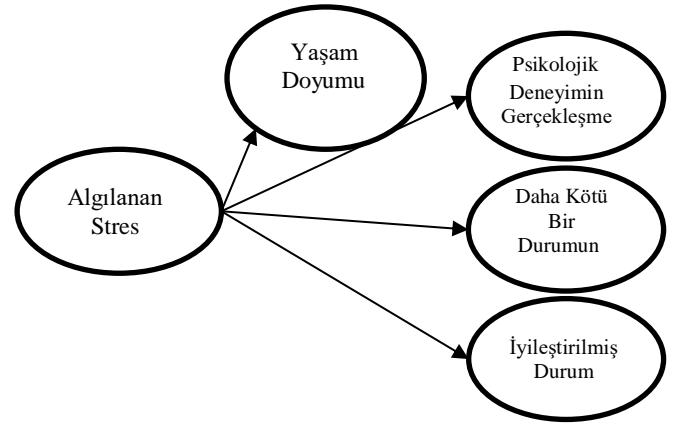 Yaşam
Doyumu
Psikolojik
Deneyimin
Gerçekleşme
Algılanan
Stres
Daha Kötü
Bir
Durumun
İyileştirilmiş
Durum